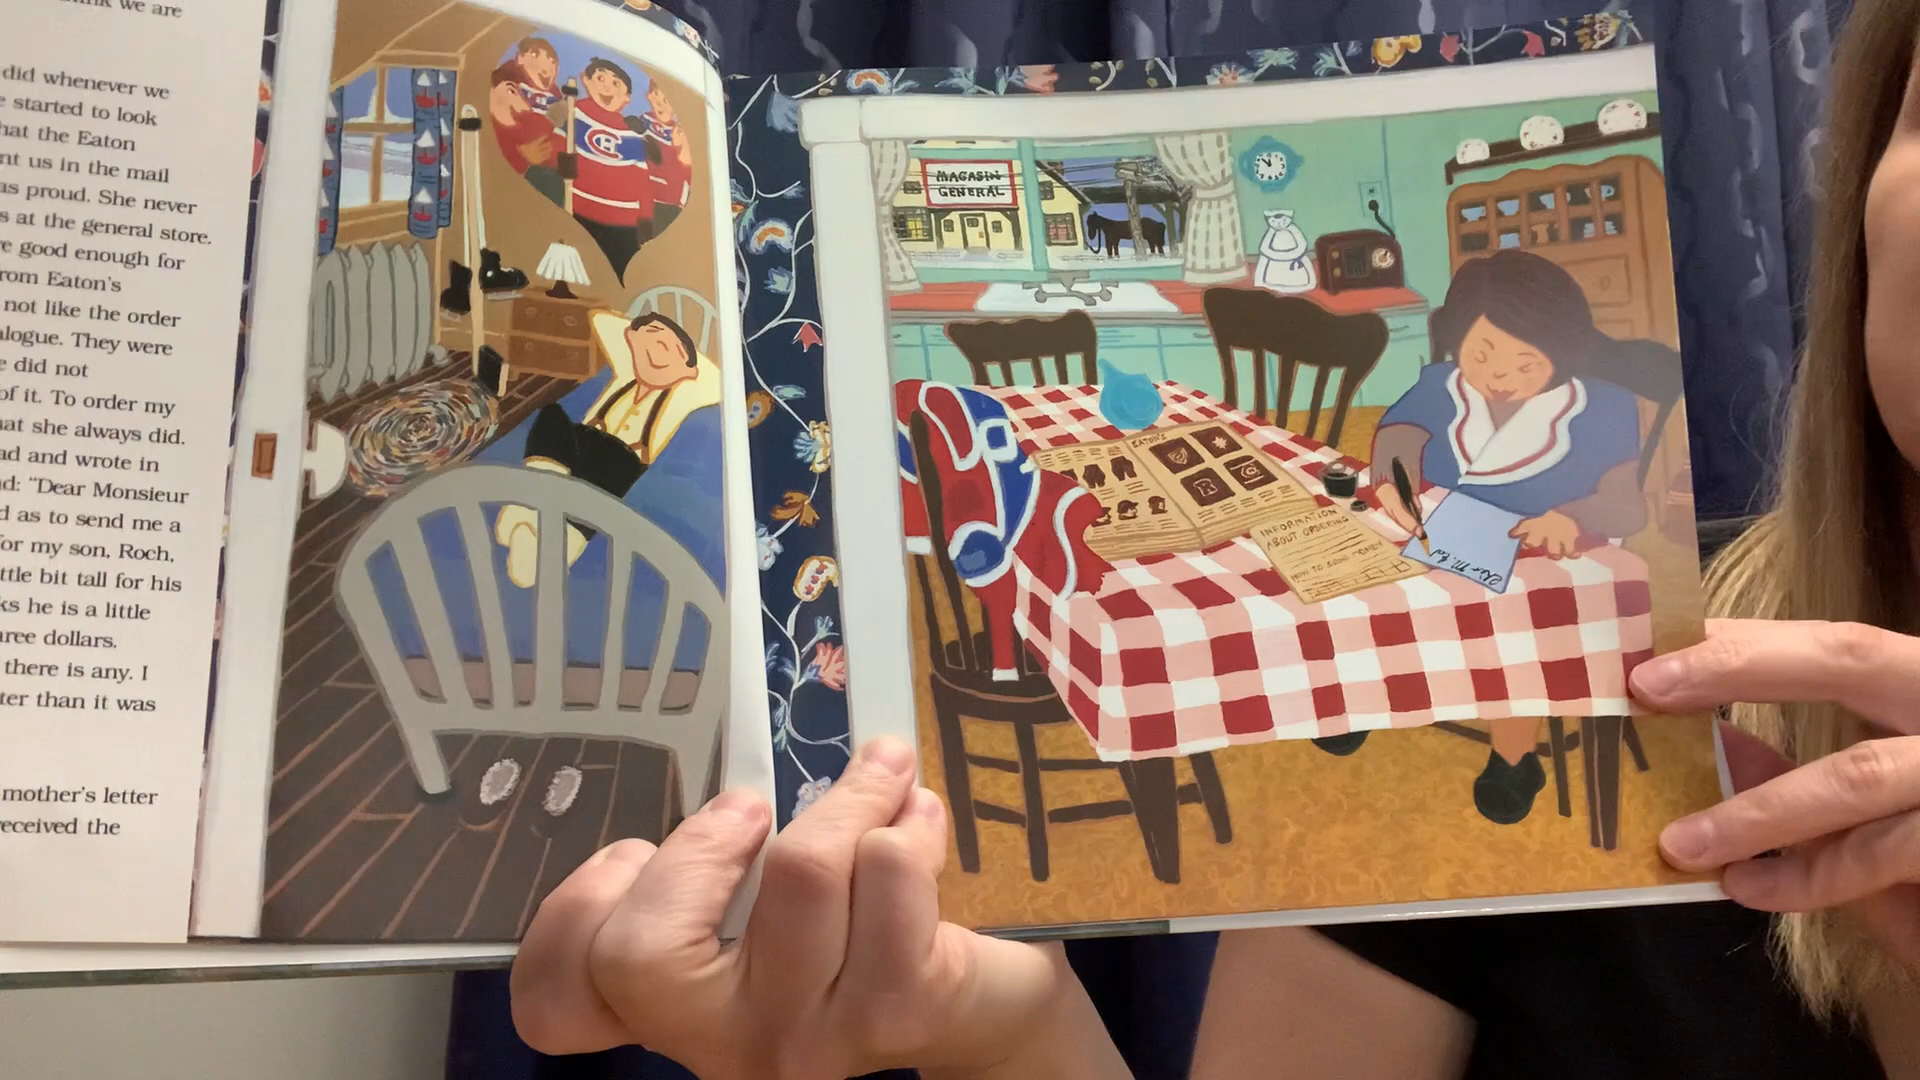 we are
did whenever we
started to look
hat the Eaton
nt us in the mail
as proud. She never
s at the general store.
e good enough for
rom Eaton's
not like the order
alogue. They were
e did not
of it. To order my
hat she always did.
ad and wrote in
d: "Dear Monsieur
d as to send me a
for my son, Roch,
ttle bit tall for his
ks he is a little
hree dollars.
there is any. I
ter than it was
mother's letter
received the
CH
MAGASIN
GENERAL
EATON'S
R
INFORMATION
ABOUT ORDERING
HOW TO SEND MONEY